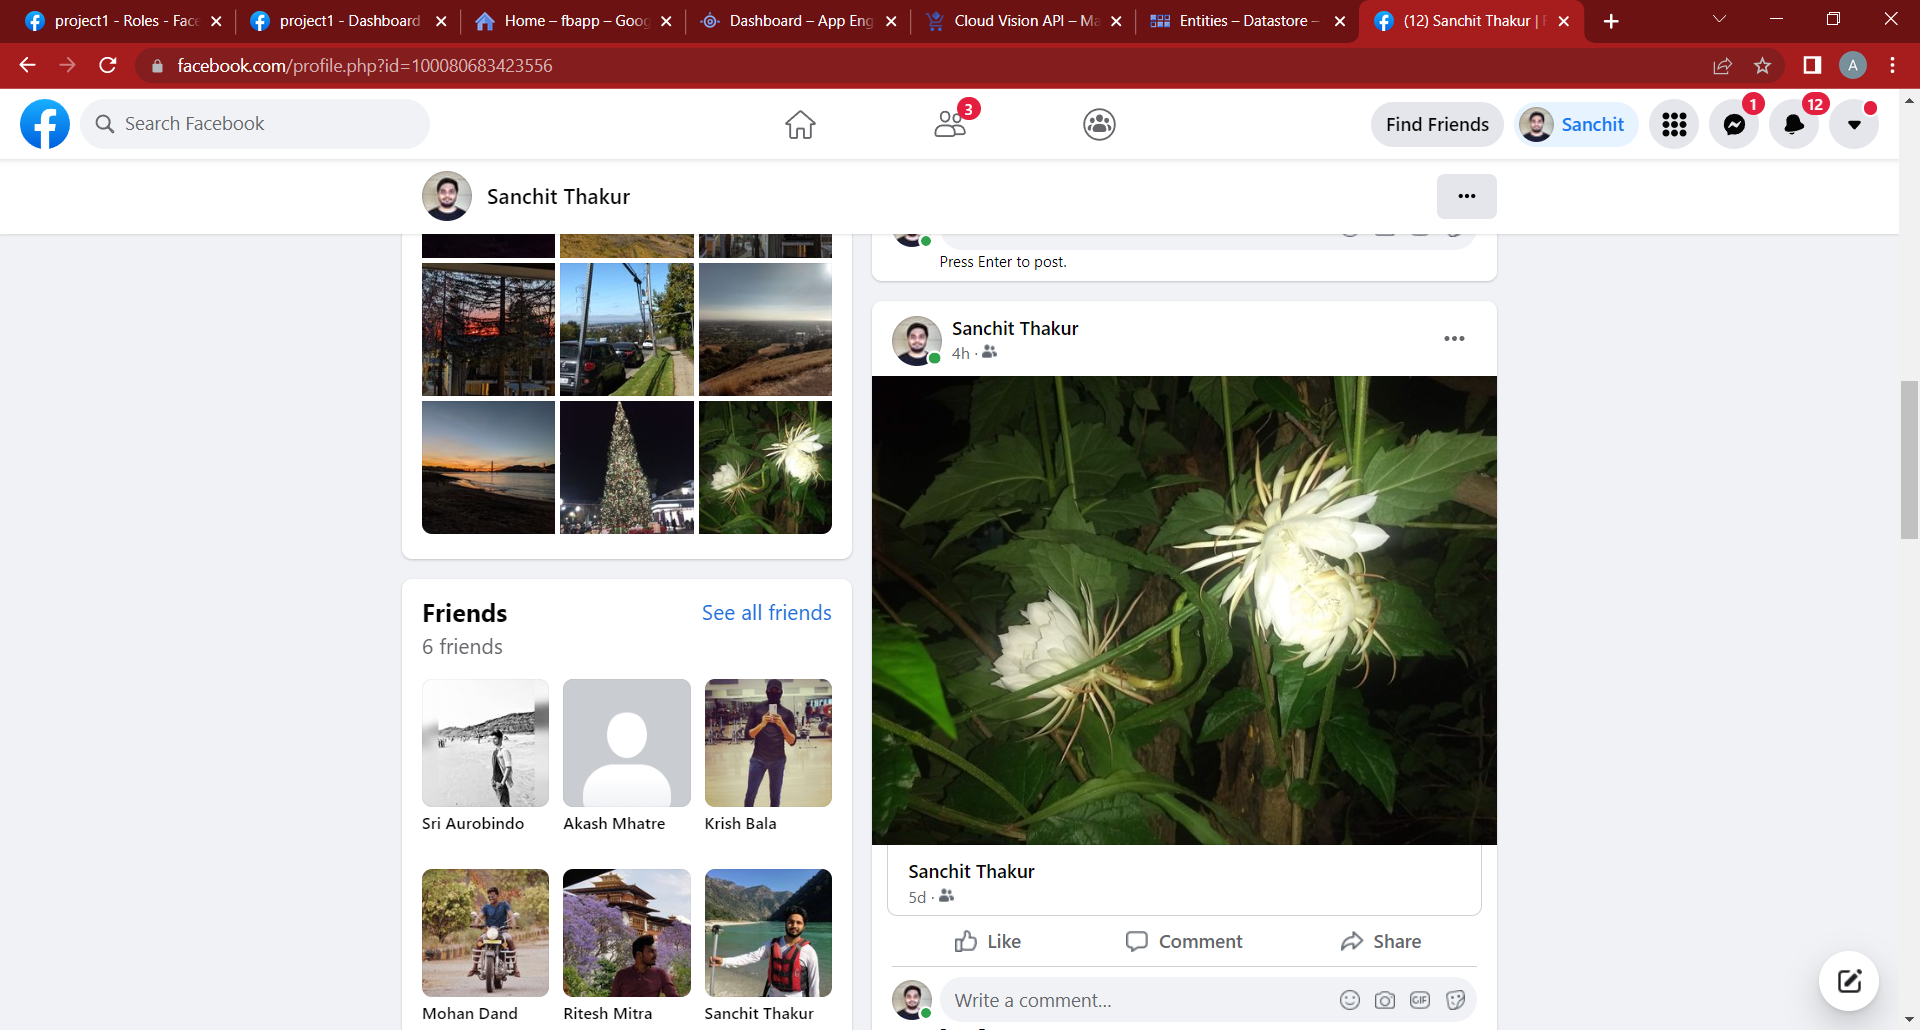 project1 - Roles - Face
project1 - Dashboard
Home – fbapp – Goog
Dashboard – App Eng
Cloud Vision API – Ma
Entities – Datastore –
(12) Sanchit Thakur |
facebook.com/profile.php?id=100080683423556
A
Search Facebook
3
Find Friends
Sanchit
1
12
Sanchit Thakur
Press Enter to post.
Sanchit Thakur
4h ·
Friends
See all friends
6 friends
Sri Aurobindo
Akash Mhatre
Krish Bala
Mohan Dand
Ritesh Mitra
Sanchit Thakur
Sanchit Thakur
5d ·
Like
Comment
Share
Write a comment...
GIF